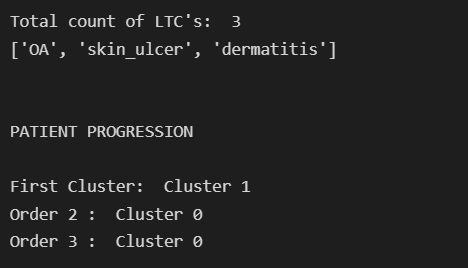 Total count of LTC's:  3
['OA', 'skin_ulcer', 'dermatitis']
PATIENT PROGRESSION
First Cluster:  Cluster 1
Order 2 :  Cluster 0
Order 3 :  Cluster 0